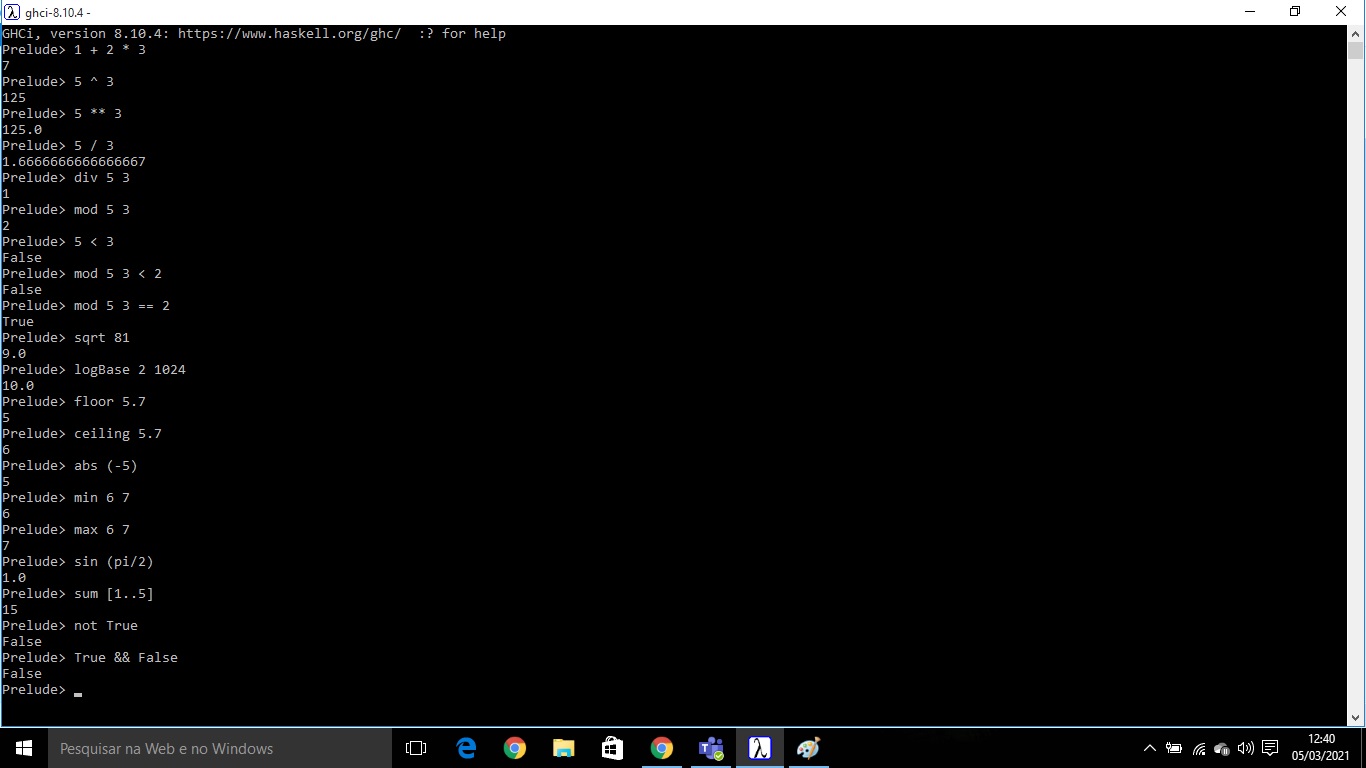 ghci-8.10.4 -
GHCi, version 8.10.4: https://www.haskell.org/ghc/  :? for help
Prelude> 1 + 2 * 3
7
Prelude> 5 ^ 3
125
Prelude> 5 ** 3
125.0
Prelude> 5 / 3
1.6666666666666667
Prelude> div 5 3
1
Prelude> mod 5 3
2
Prelude> 5 < 3
False
Prelude> mod 5 3 < 2
False
Prelude> mod 5 3 == 2
True
Prelude> sqrt 81
9.0
Prelude> logBase 2 1024
10.0
Prelude> floor 5.7
5
Prelude> ceiling 5.7
6
Prelude> abs (-5)
5
Prelude> min 6 7
6
Prelude> max 6 7
7
Prelude> sin (pi/2)
1.0
Prelude> sum [1..5]
15
Prelude> not True
False
Prelude> True && False
False
Prelude>
Pesquisar na Web e no Windows
12:40
05/03/2021